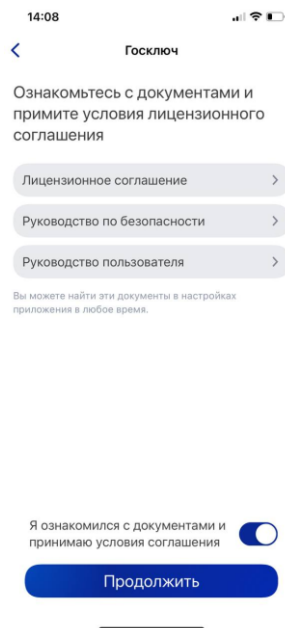 14:08
Госключ
Ознакомьтесь с документами и
примите условия лицензионного
соглашения
Лицензионное соглашение
Руководство по безопасности
Руководство пользователя
Вы можете найти эти документы в настройках
приложения в любое время.
Я ознакомился с документами и
принимаю условия соглашения
Продолжить